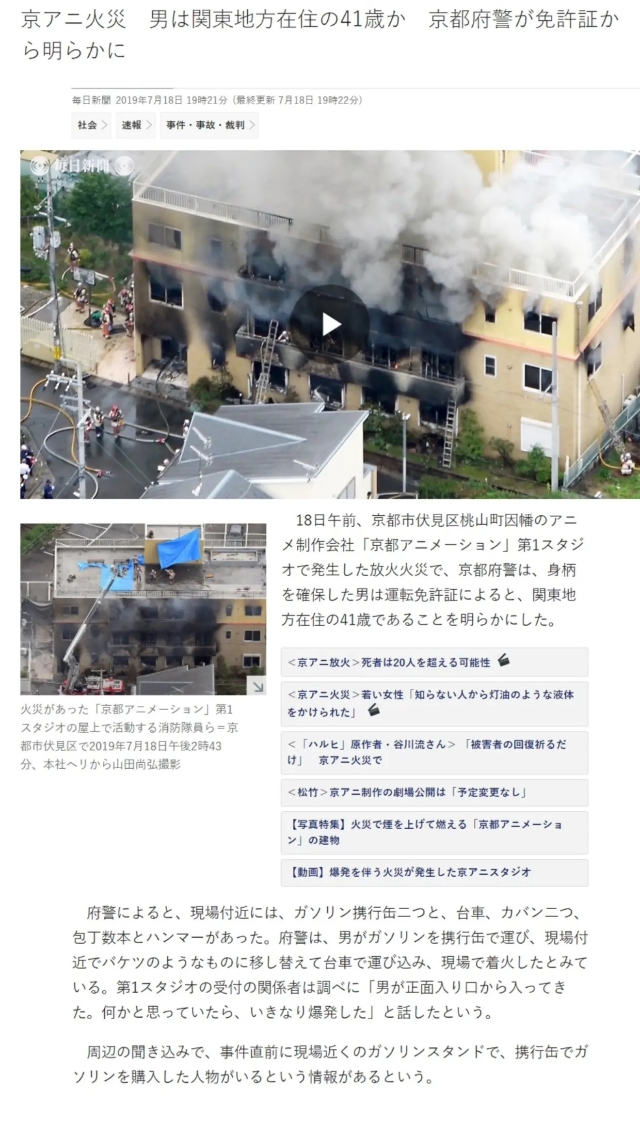 京アニ火災　男は関東地方在住の41歳か　京都府警が免許証か
ら明らかに
毎日新聞 2019年7月18日 19時21分 (最終更新 7月18日 19時22分)
社会
速報
事件・事故・裁判
毎日新聞
18日午前、京都市伏見区桃山町因幡のアニ
メ制作会社「京都アニメーション」第1スタジ
オで発生した放火火災で、京都府警は、身柄
を確保した男は運転免許証によると、関東地
方在住の41歳であることを明らかにした。
火災があった「京都アニメーション」第1
スタジオの屋上で活動する消防隊員ら＝京
都市伏見区で2019年7月18日午後2時43
分、本社ヘリから山田尚弘撮影
＜京アニ放火＞死者は20人を超える可能性
＜京アニ火災＞若い女性「知らない人から灯油のような液体
をかけられた」
＜「ハルヒ」原作者・谷川流さん＞「被害者の回復祈るだ
け」　京アニ火災で
＜松竹＞京アニ制作の劇場公開は「予定変更なし」
【写真特集】火災で煙を上げて燃える「京都アニメーショ
ン」の建物
【動画】爆発を伴う火災が発生した京アニスタジオ
府警によると、現場付近には、ガソリン携行缶二つと、台車、カバン二つ、
包丁数本とハンマーがあった。府警は、男がガソリンを携行缶で運び、現場付
近でバケツのようなものに移し替えて台車で運び込み、現場で着火したとみて
いる。第1スタジオの受付の関係者は調べに「男が正面入り口から入ってき
た。何かと思っていたら、いきなり爆発した」と話したという。
周辺の聞き込みで、事件直前に現場近くのガソリンスタンドで、携行缶でガ
ソリンを購入した人物がいるという情報があるという。